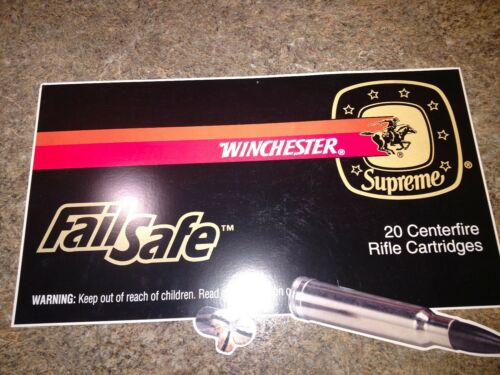 WINCHESTER®
Supreme®
FailSafe™
20 Centerfire
Rifle Cartridges
WARNING: Keep out of reach of children. Read